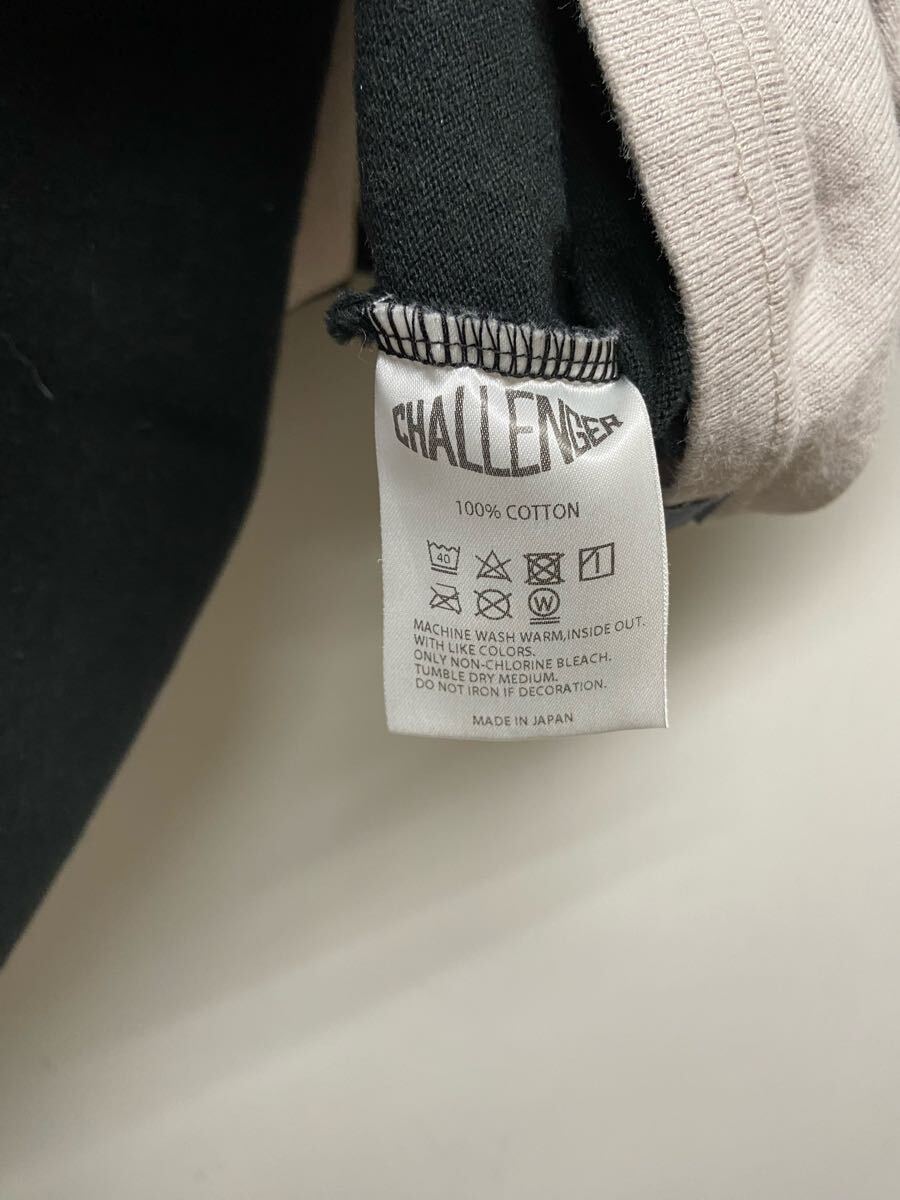 CHALLENGER
100% COTTON
40
W
MACHINE WASH WARM,INSIDE OUT.
WITH LIKE COLORS.
ONLY NON-CHLORINE BLEACH.
TUMBLE DRY MEDIUM.
DO NOT IRON IF DECORATION.
MADE IN JAPAN